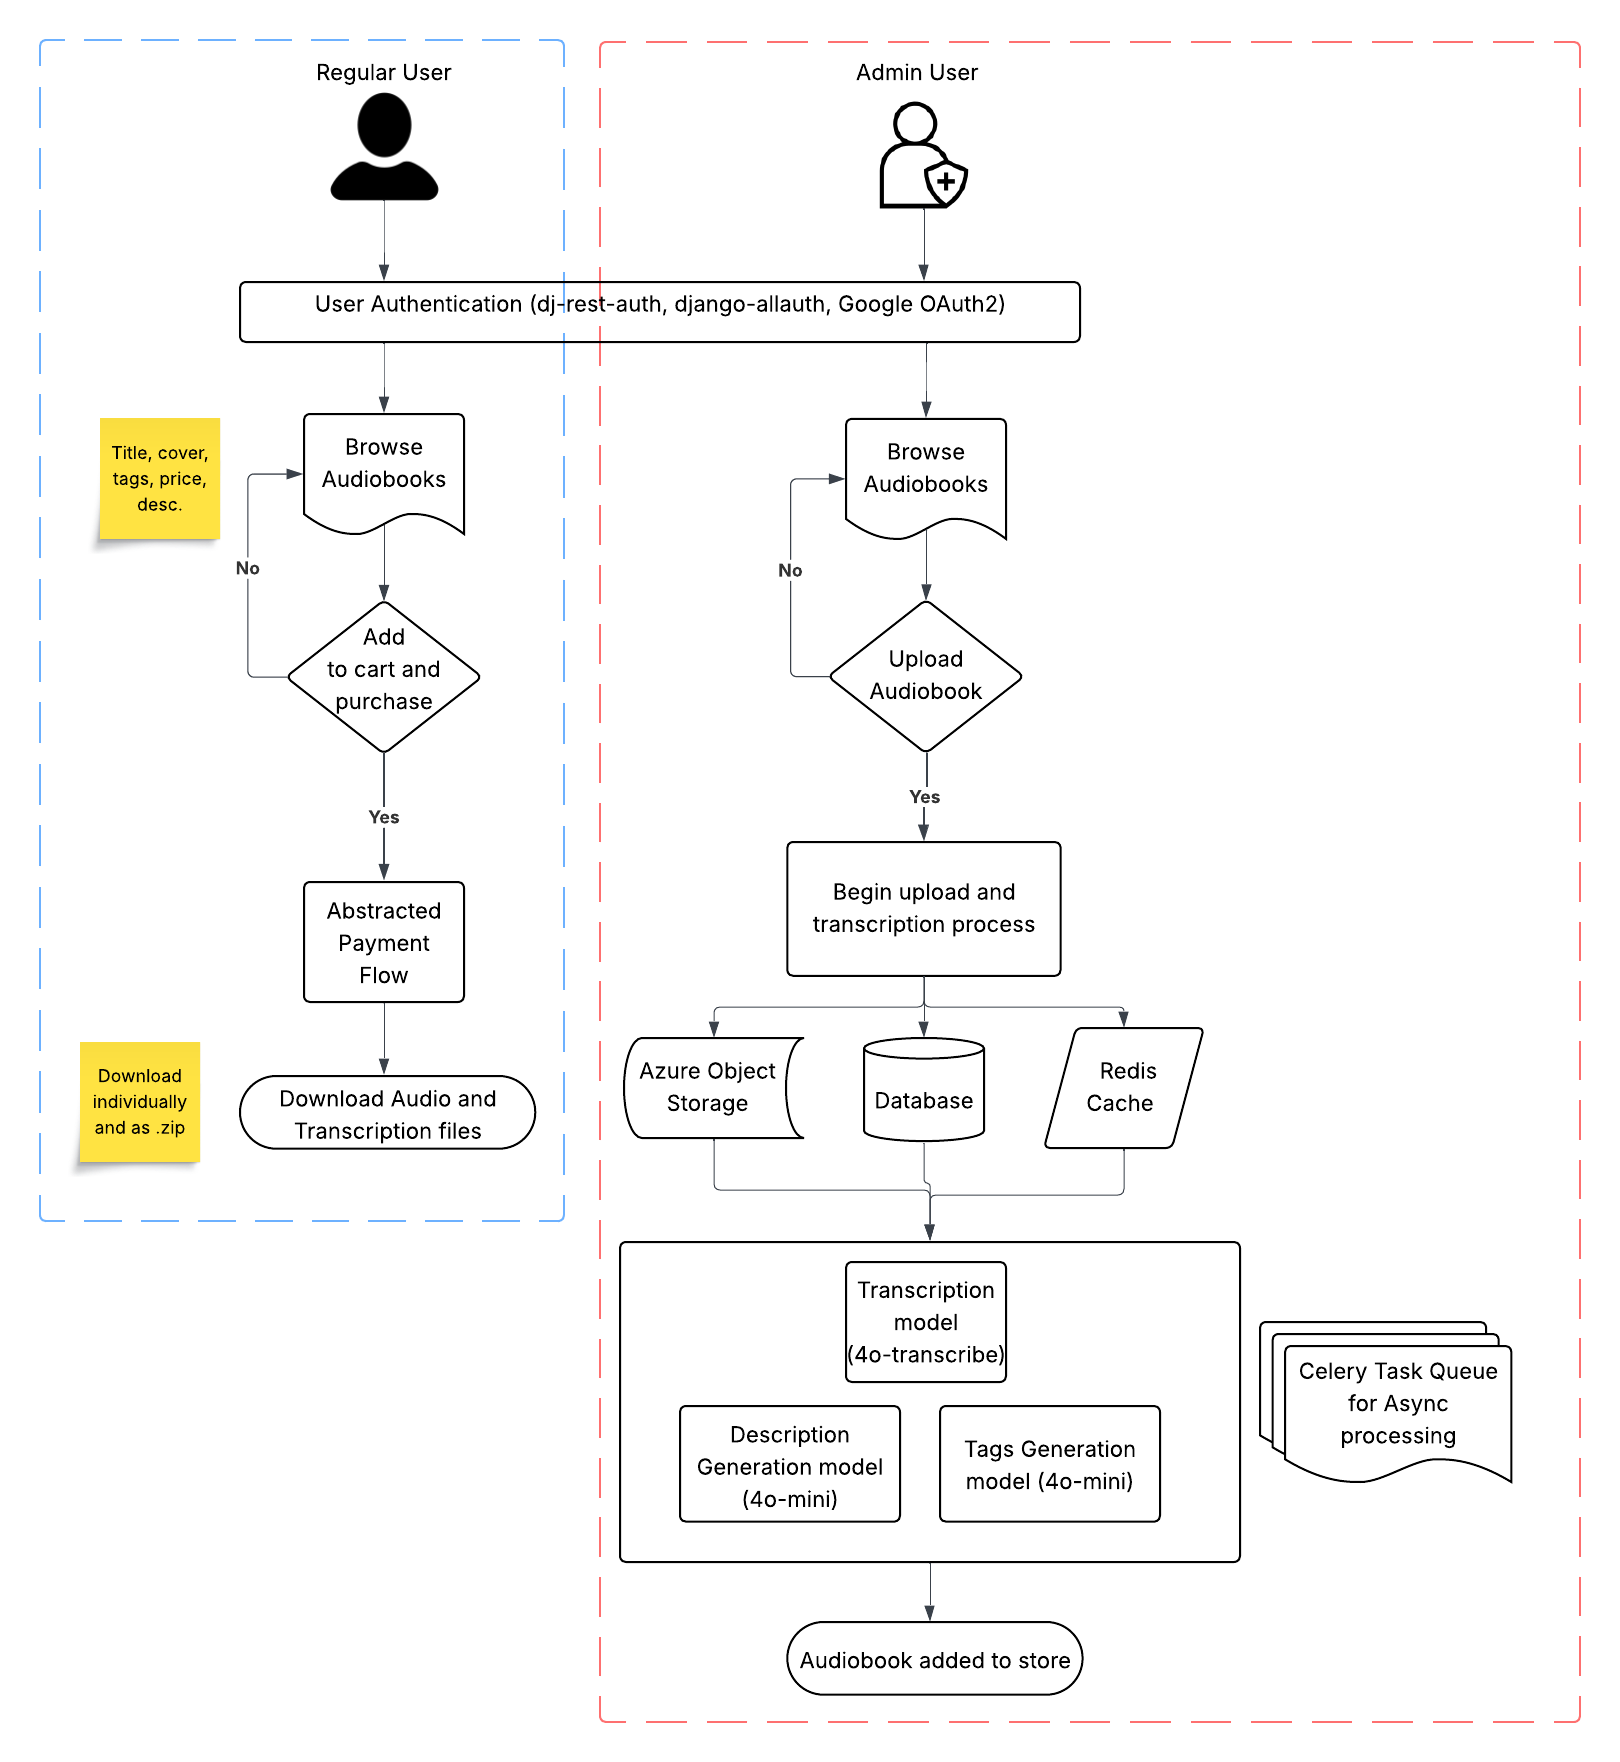 Regular User
User Authentication (dj-rest-auth, django-allauth, Google OAuth2)
Title, cover,
tags, price,
desc.
Browse
Audiobooks
No
Add
to cart and
purchase
Yes
Abstracted
Payment
Flow
Download
individually
and as .zip
Download Audio and
Transcription files
Admin User
Browse
Audiobooks
No
Upload
Audiobook
Yes
Begin upload and
transcription process
Azure Object
Storage
Database
Redis
Cache
Transcription
model
(4o-transcribe)
Description
Generation model
(4o-mini)
Tags Generation
model (4o-mini)
Celery Task Queue
for Async
processing
Audiobook added to store